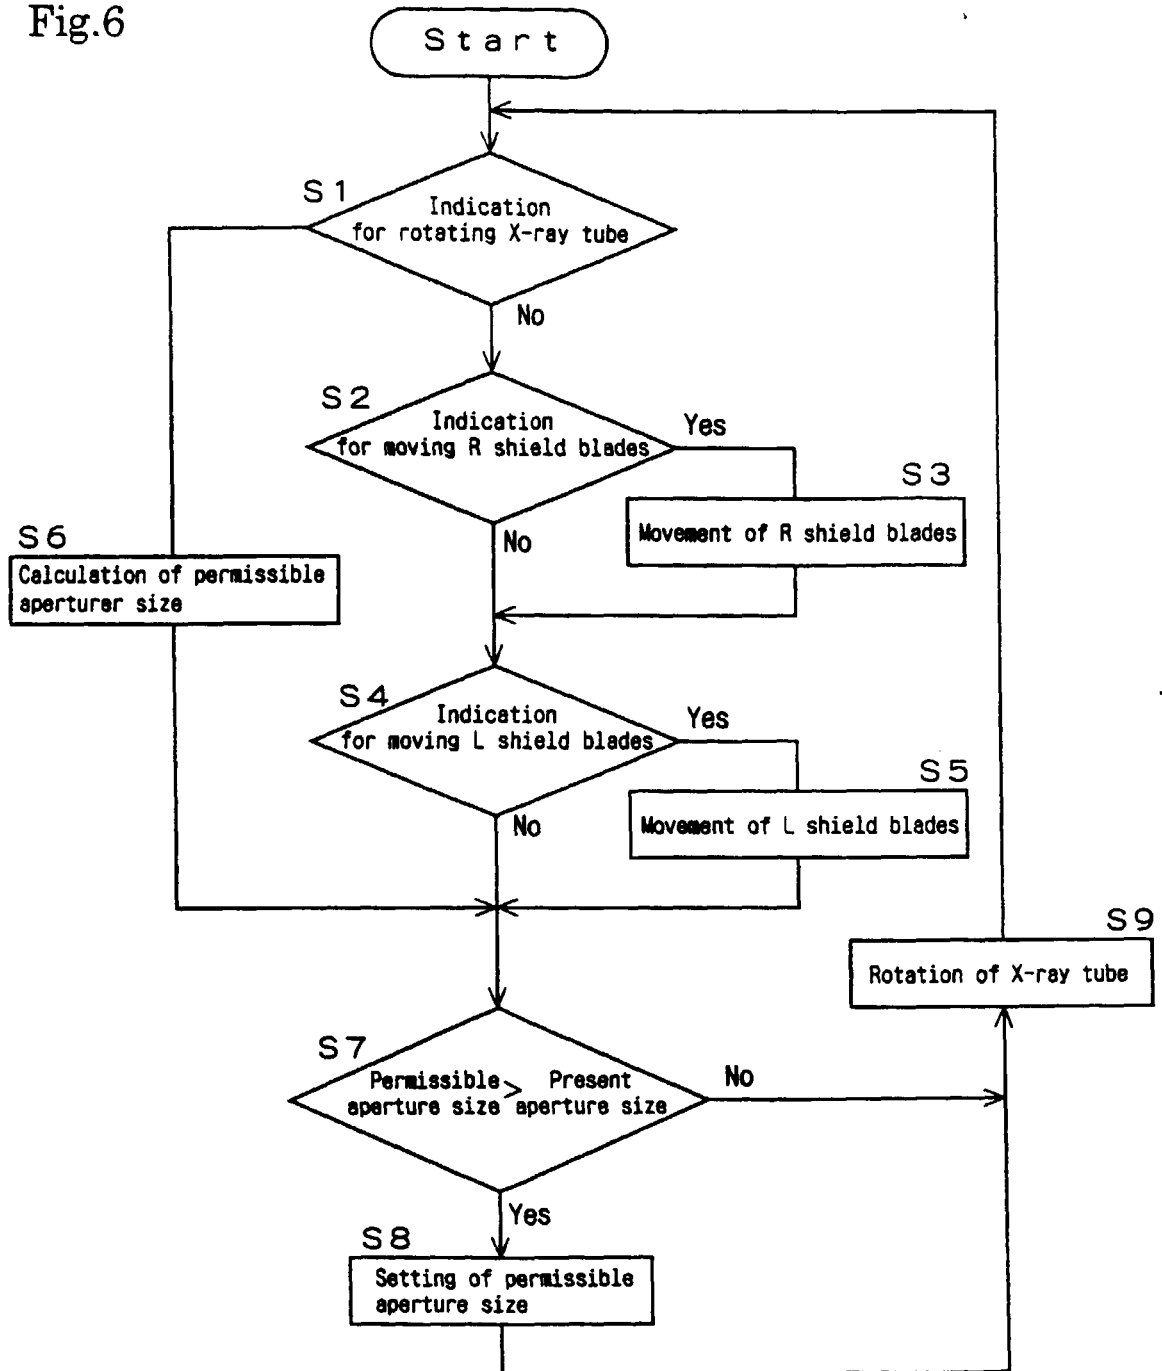 Fig.6
Start
S1
Indication
for rotating X-ray tube
No
S2
Indication
for moving R shield blades
Yes
S3
Movement of R shield blades
No
S6
Calculation of permissible
aperturer size
S4
Indication
for moving L shield blades
Yes
S5
Movement of L shield blades
No
S9
Rotation of X-ray tube
S7
Permissible > Present
aperture size aperture size
No
Yes
S8
Setting of permissible
aperture size